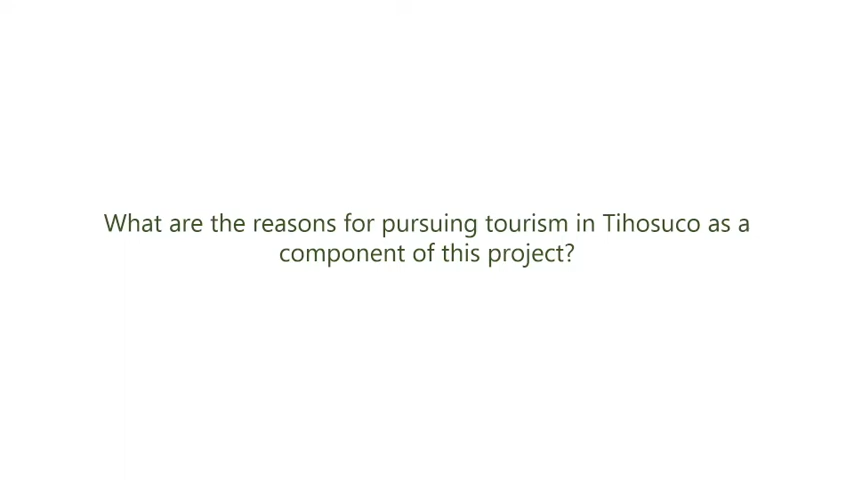 What are the reasons for pursuing tourism in Tihosuco as a
component of this project?